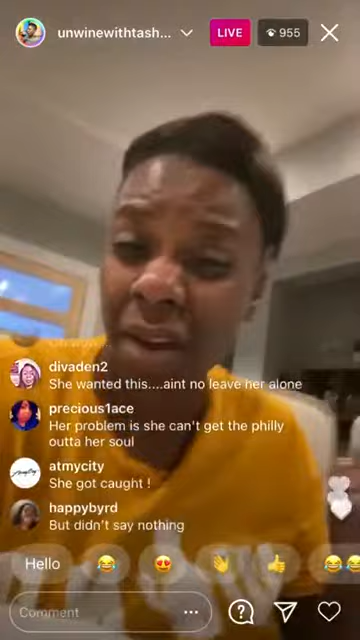 unwinewithtash...
LIVE
955
divaden2
She wanted this....aint no leave her alone
precious1ace
Her problem is she can't get the philly
outta her soul
atmycity
She got caught !
happybyrd
But didn't say nothing
Hello
Comment